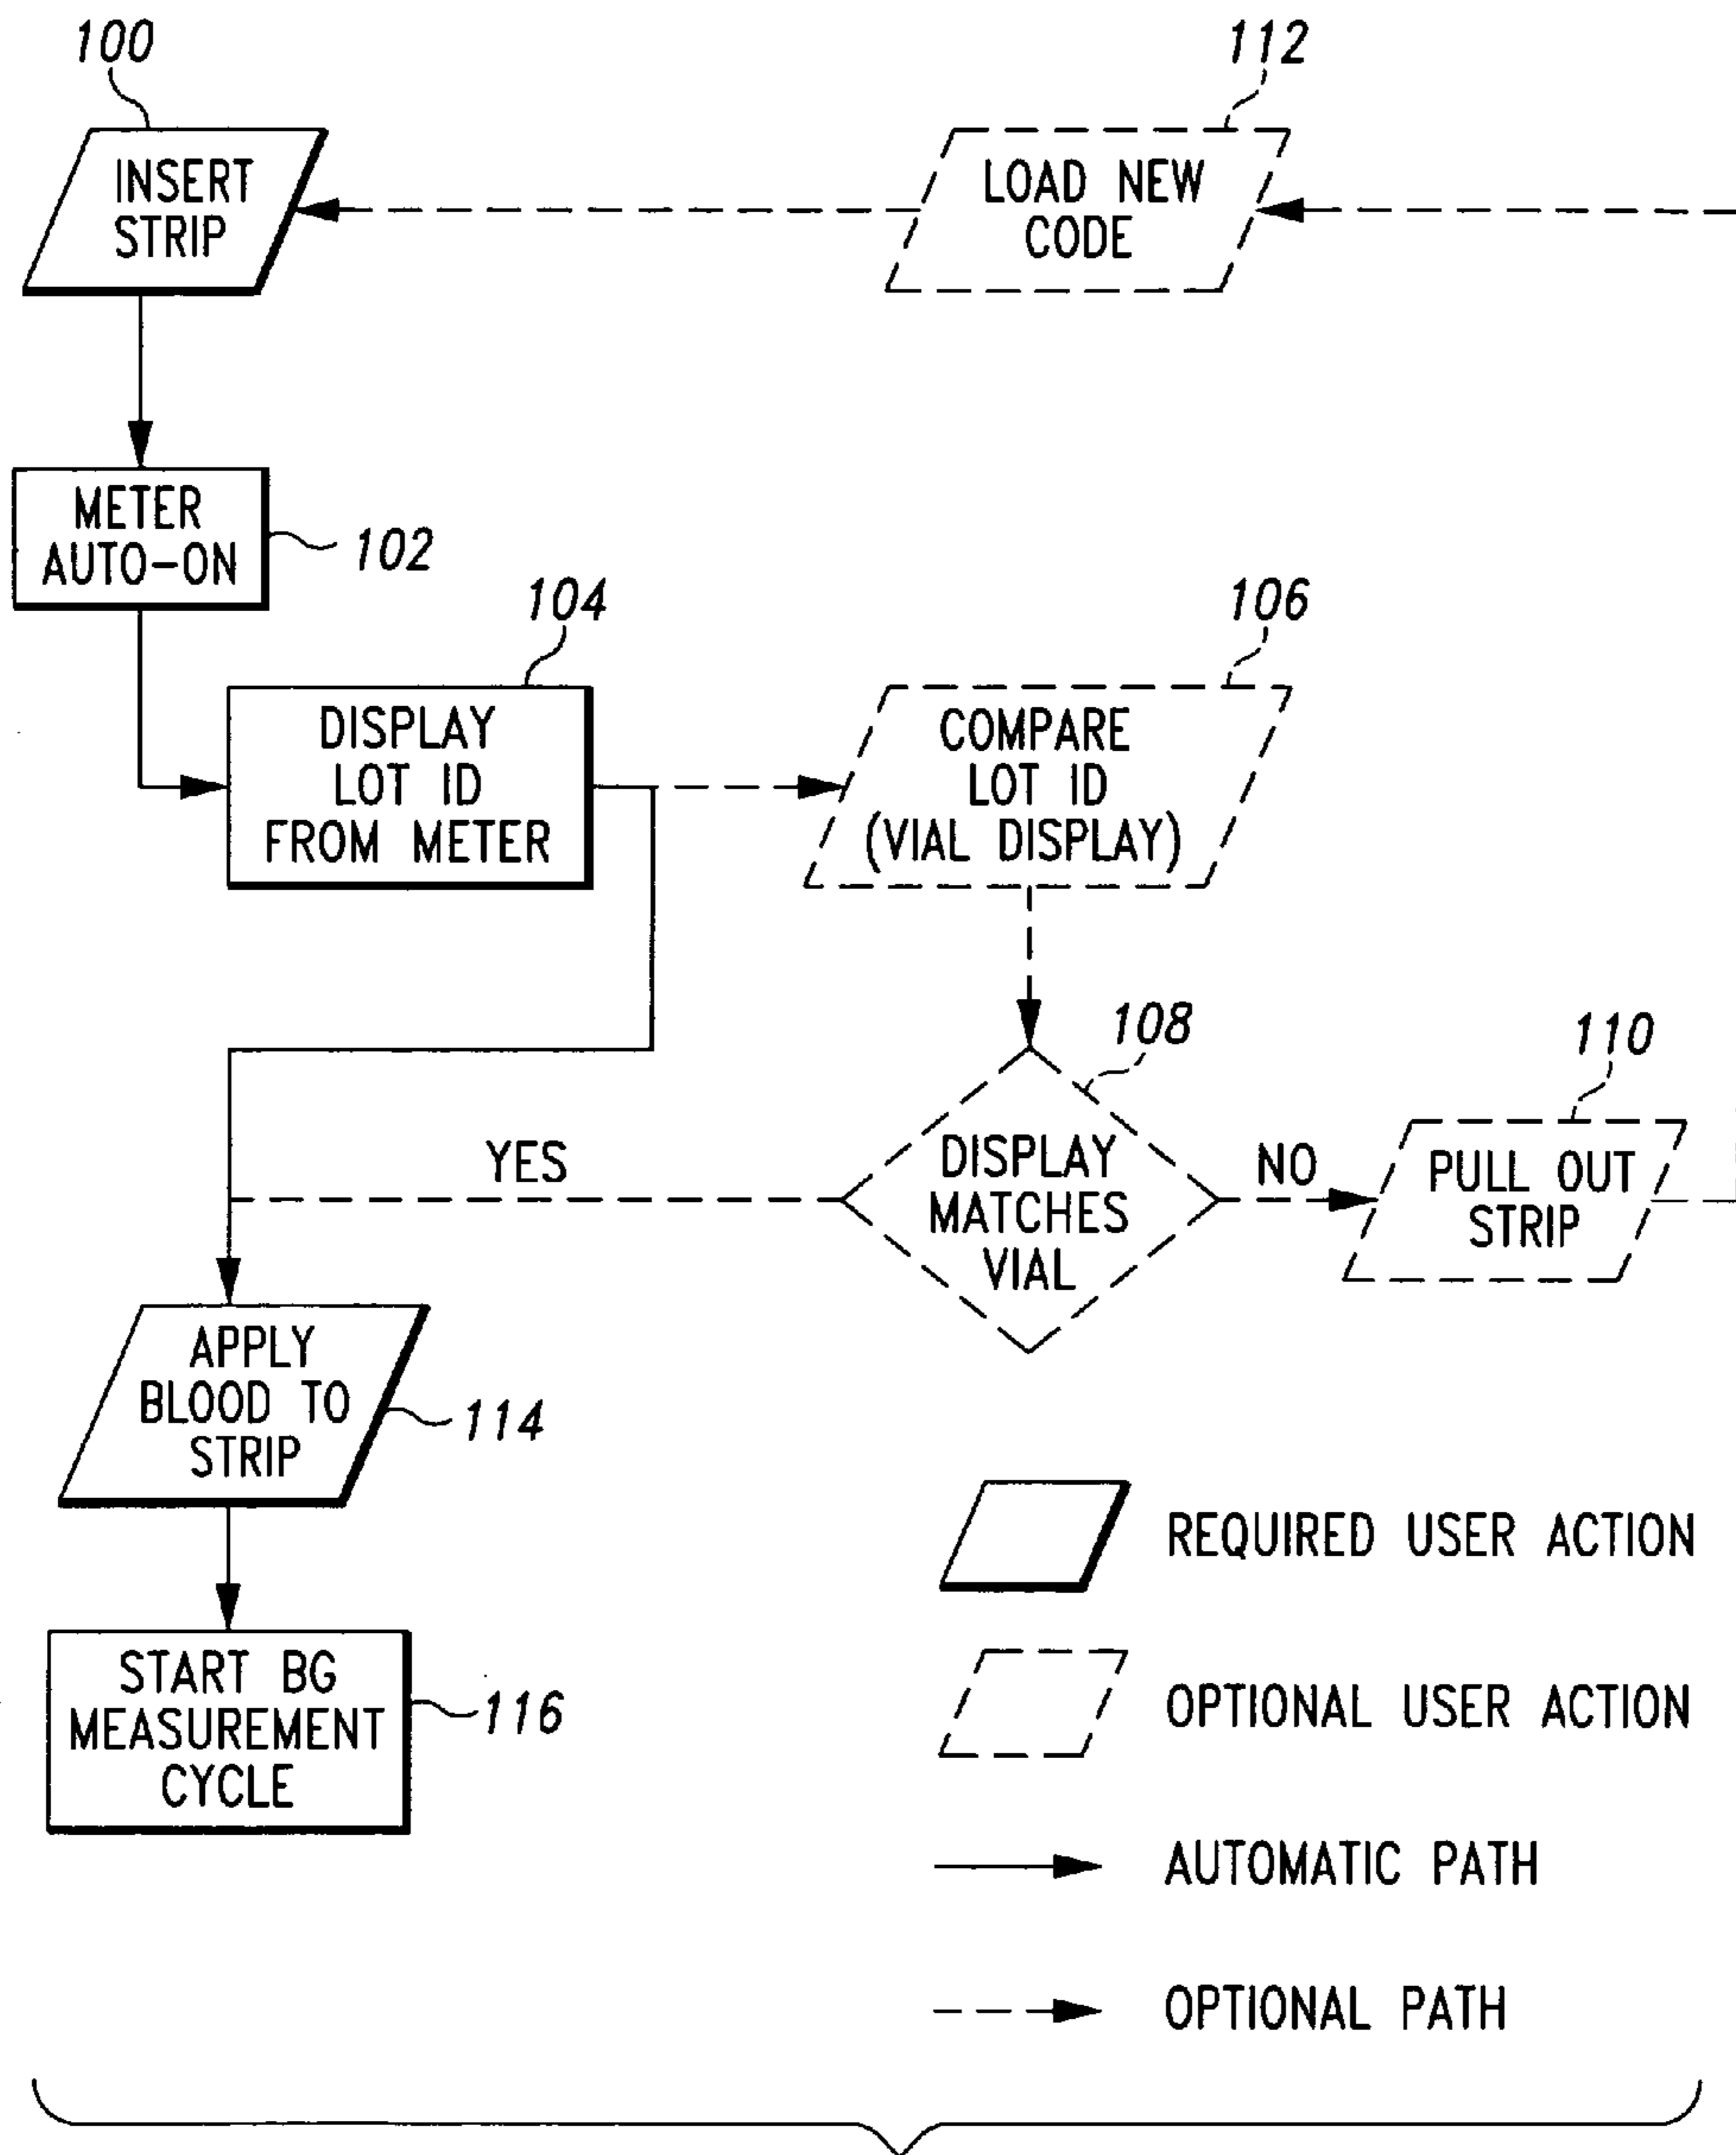 100
112
INSERT
STRIP
LOAD NEW
CODE
METER
AUTO-ON
102
104
106
DISPLAY
LOT ID
FROM METER
COMPARE
LOT ID
(VIAL DISPLAY)
108
110
YES
DISPLAY
MATCHES
VIAL
NO
PULL OUT
STRIP
APPLY
BLOOD TO
STRIP
114
REQUIRED USER ACTION
START BG
MEASUREMENT
CYCLE
116
OPTIONAL USER ACTION
AUTOMATIC PATH
OPTIONAL PATH